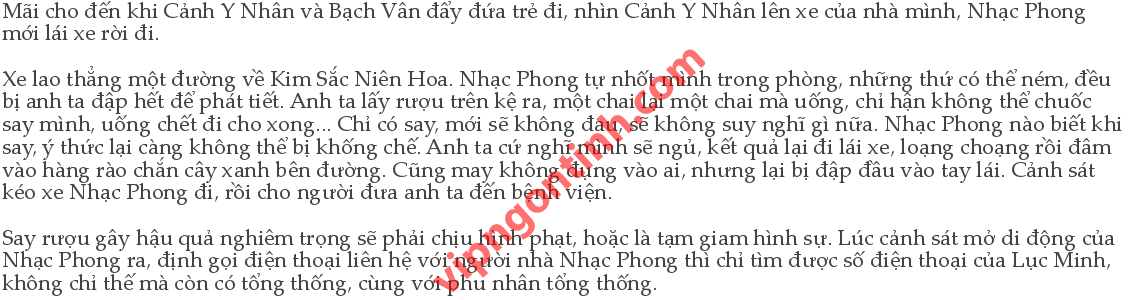 Mãi cho đến khi Cảnh Y Nhân và Bạch Vân đẩy đứa trẻ đi, nhìn Cảnh Y Nhân lên xe của nhà mình, Nhạc Phong
mới lái xe rời đi.
Xe lao thẳng một đường về Kim Sắc Niên Hoa. Nhạc Phong tự nhốt mình trong phòng, những thứ có thể ném, đều
bị anh ta đập hết để phát tiết. Anh ta lấy rượu trên kệ ra, một chai lại một chai mà uống, chỉ hận không thể chuốc
say mình, uống chết đi cho xong... Chỉ có say, mới sẽ không đau, sẽ không suy nghĩ gì nữa. Nhạc Phong nào biết khi
say, ý thức lại càng không thể bị khống chế. Anh ta cứ nghĩ mình sẽ ngủ, kết quả lại đi lái xe, loạng choạng rồi đâm
vào hàng rào chắn cây xanh bên đường. Cũng may không đụng vào ai, nhưng lại bị đập đầu vào tay lái. Cảnh sát
kéo xe Nhạc Phong đi, rồi cho người đưa anh ta đến bệnh viện.
Say rượu gây hậu quả nghiêm trọng sẽ phải chịu hình phạt, hoặc là tạm giam hình sự. Lúc cảnh sát mở di động của
Nhạc Phong ra, định gọi điện thoại liên hệ với người nhà Nhạc Phong thì chỉ tìm được số điện thoại của Lục Minh,
không chỉ thế mà còn có tổng thống, cùng với phu nhân tổng thống.
vipngontinh.com